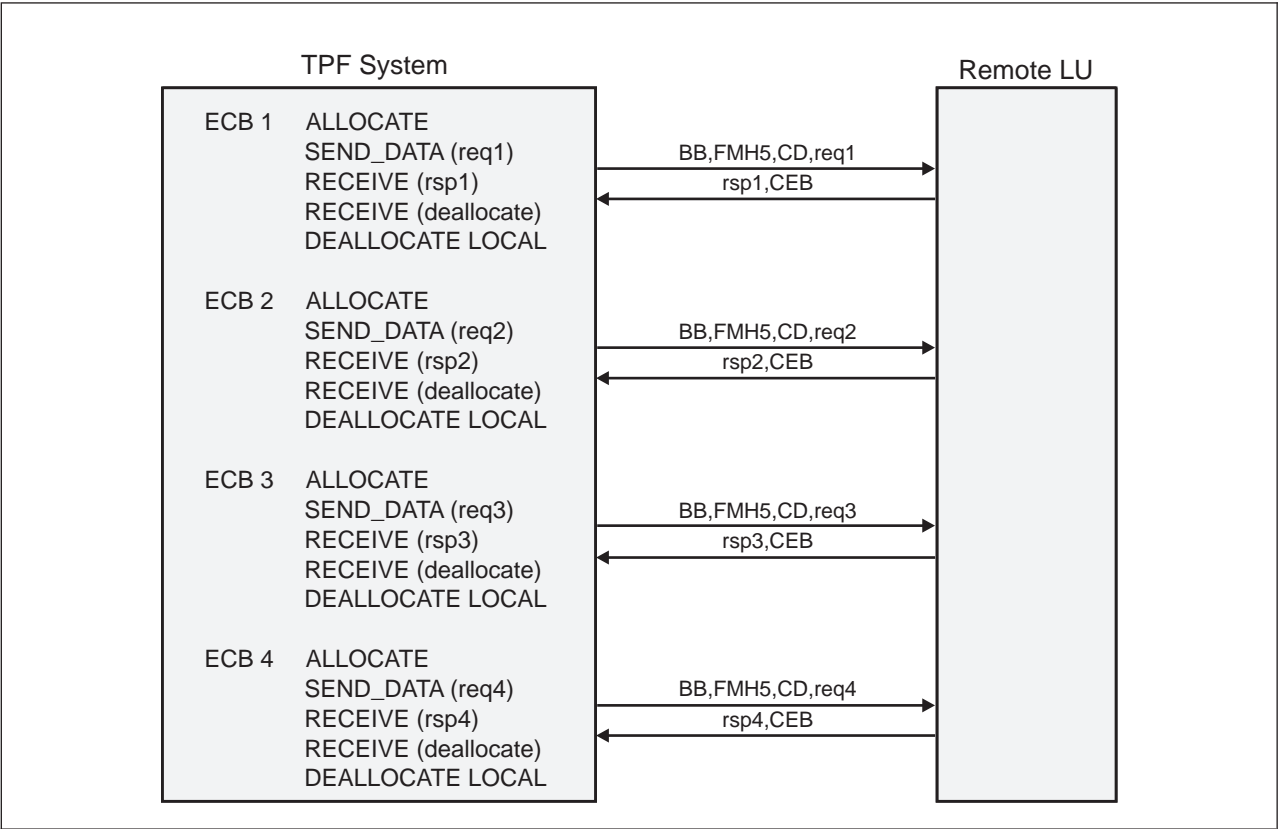 TPF System
Remote LU
ECB 1 ALLOCATE
SEND_DATA (req1)
BB,FMH5,CD,req1
RECEIVE (rsp1)
rsp1,CEB
RECEIVE (deallocate)
DEALLOCATE LOCAL
ECB 2 ALLOCATE
SEND_DATA (req2)
BB,FMH5,CD,req2
RECEIVE (rsp2)
rsp2,CEB
RECEIVE (deallocate)
DEALLOCATE LOCAL
ECB 3 ALLOCATE
SEND_DATA (req3)
BB,FMH5,CD,req3
RECEIVE (rsp3)
rsp3,CEB
RECEIVE (deallocate)
DEALLOCATE LOCAL
ECB 4 ALLOCATE
SEND_DATA (req4)
BB,FMH5,CD,req4
RECEIVE (rsp4)
rsp4,CEB
RECEIVE (deallocate)
DEALLOCATE LOCAL